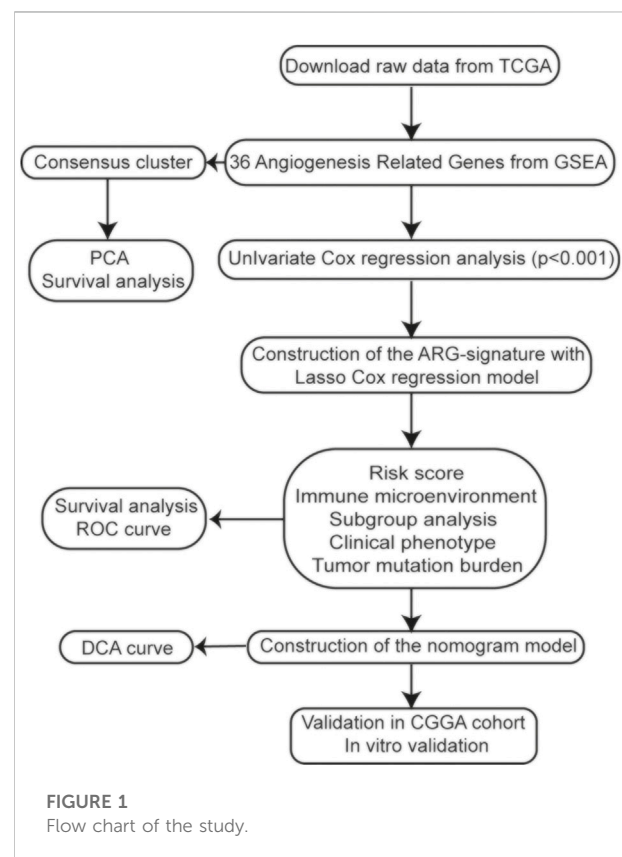 Download raw data from TCGA
Consensus cluster
36 Angiogenesis Related Genes from GSEA
PCA
Survival analysis
UnIvariate Cox regression analysis (p<0.001)
Construction of the ARG-signature with
Lasso Cox regression model
Risk score
Immune microenvironment
Subgroup analysis
Clinical phenotype
Tumor mutation burden
Survival analysis
ROC curve
DCA curve
Construction of the nomogram model
Validation in CGGA cohort
In vitro validation
FIGURE 1
Flow chart of the study.